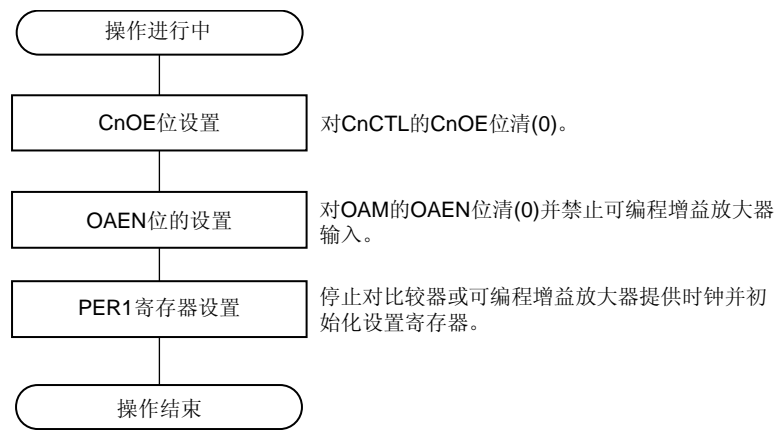 操作进行中
CnOE位设置
对CnCTL的CnOE位清(0)。
OAEN位的设置
对OAM的OAEN位清(0)并禁止可编程增益放大器
输入。
PER1寄存器设置
停止对比较器或可编程增益放大器提供时钟并初
始化设置寄存器。
操作结束